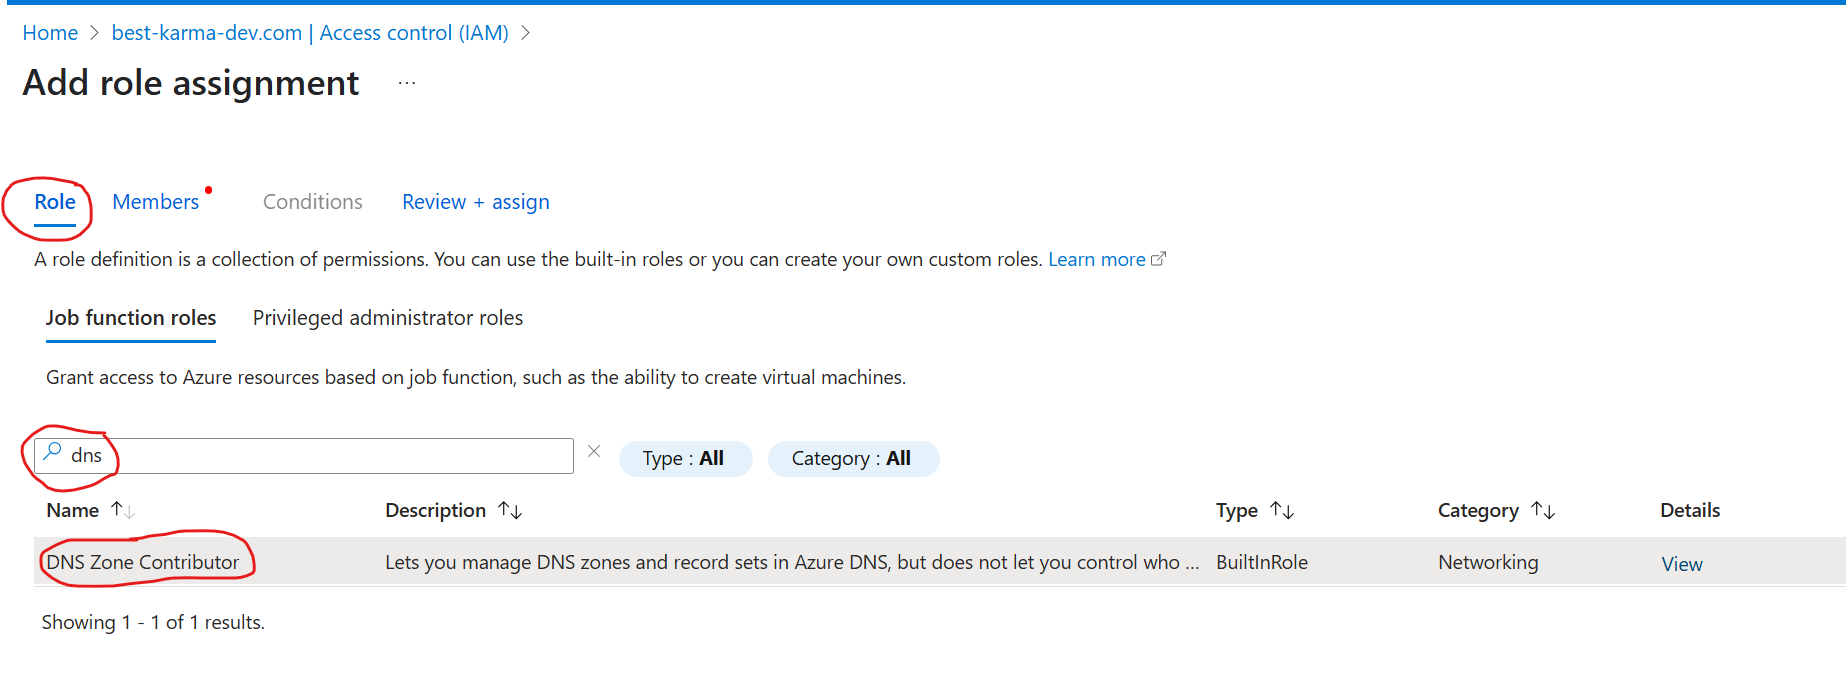 Home > best-karma-dev.com | Access control (IAM) >
Add role assignment ...
Role Members Conditions Review + assign
A role definition is a collection of permissions. You can use the built-in roles or you can create your own custom roles. Learn more
Job function roles Privileged administrator roles
Grant access to Azure resources based on job function, such as the ability to create virtual machines.
dns Type : All Category : All
Name ↑↓ Description ↑↓ Type ↑↓ Category ↑↓ Details
DNS Zone Contributor Lets you manage DNS zones and record sets in Azure DNS, but does not let you control who ... BuiltInRole Networking View
Showing 1 - 1 of 1 results.